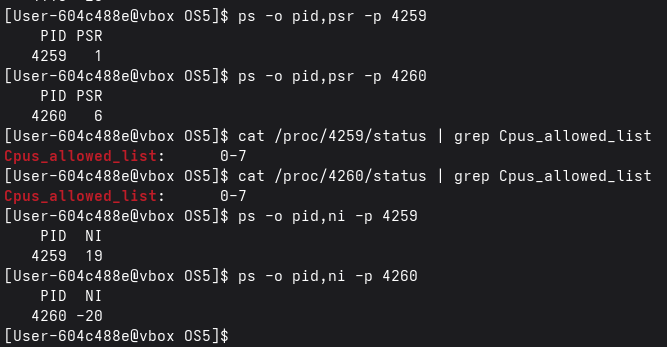 [User-604c488e@vbox OS5]$ ps -o pid,psr -p 4259
    PID PSR
   4259   1
[User-604c488e@vbox OS5]$ ps -o pid,psr -p 4260
    PID PSR
   4260   6
[User-604c488e@vbox OS5]$ cat /proc/4259/status | grep Cpus_allowed_list
Cpus_allowed_list:      0-7
[User-604c488e@vbox OS5]$ cat /proc/4260/status | grep Cpus_allowed_list
Cpus_allowed_list:      0-7
[User-604c488e@vbox OS5]$ ps -o pid,ni -p 4259
    PID  NI
   4259  19
[User-604c488e@vbox OS5]$ ps -o pid,ni -p 4260
    PID  NI
   4260 -20
[User-604c488e@vbox OS5]$